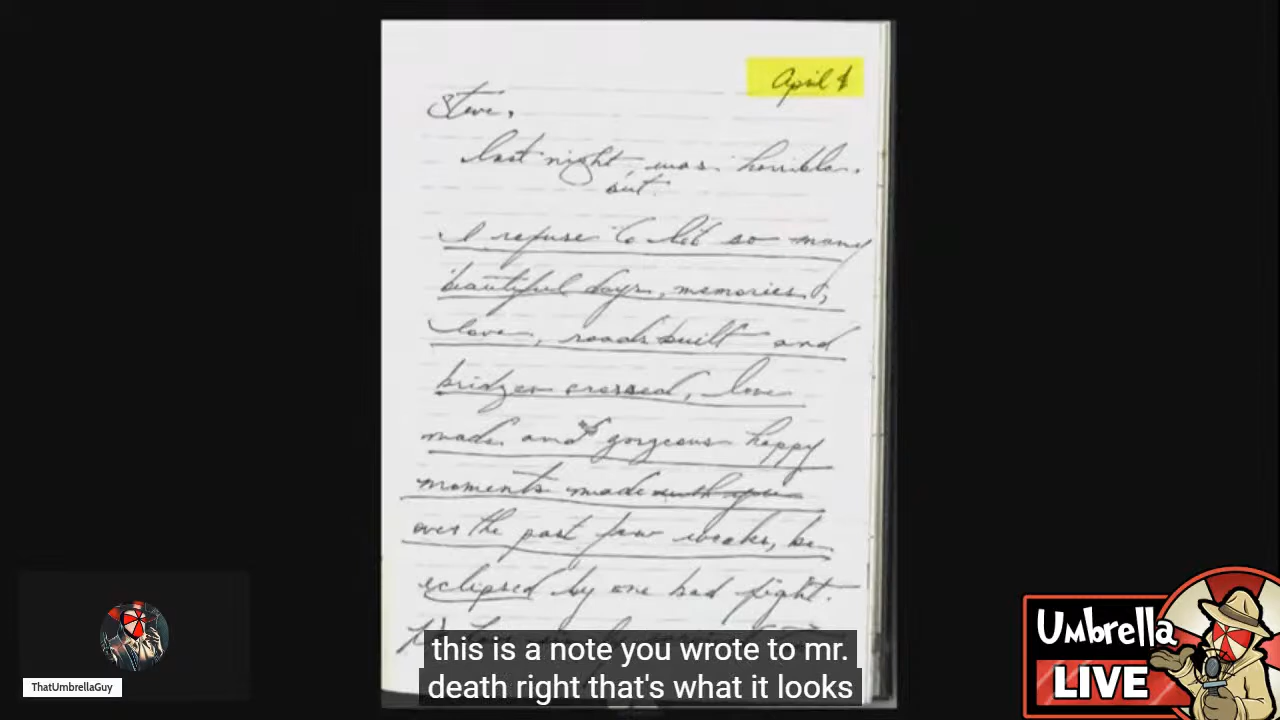 April 1
Steve,
last night was horrible.
but
I refuse to let so many
beautiful days, memories,
love, roads built and
bridges crossed, love
made and gorgeous happy
moments made with you
over the past few weeks, be
eclipsed by one bad fight.
this is a note you wrote to mr.
death right that's what it looks
ThatUmbrellaGuy
Umbrella
LIVE